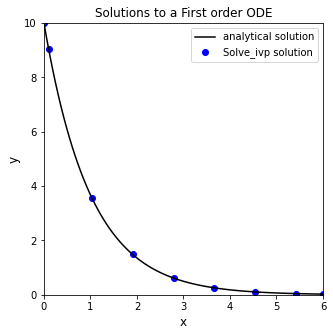 Solutions to a First order ODE
analytical solution
Solve_ivp solution
10
8
6
4
2
0
y
0 1 2 3 4 5 6
x